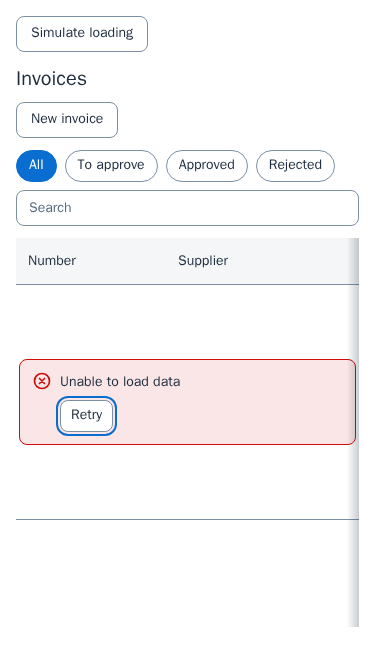 Simulate loading
Invoices
New invoice
All To approve Approved Rejected
Search
Number Supplier
Unable to load data
Retry